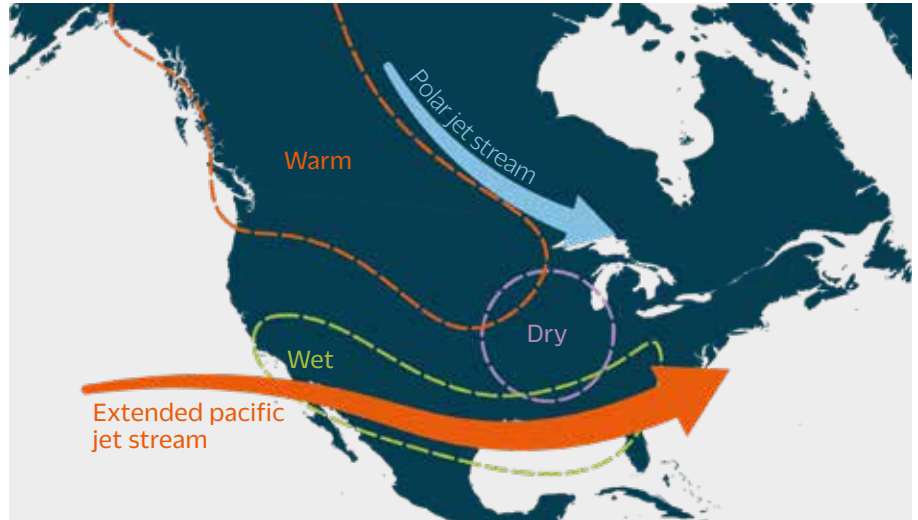 Polar jet stream
Warm
Dry
Wet
Extended pacific
jet stream